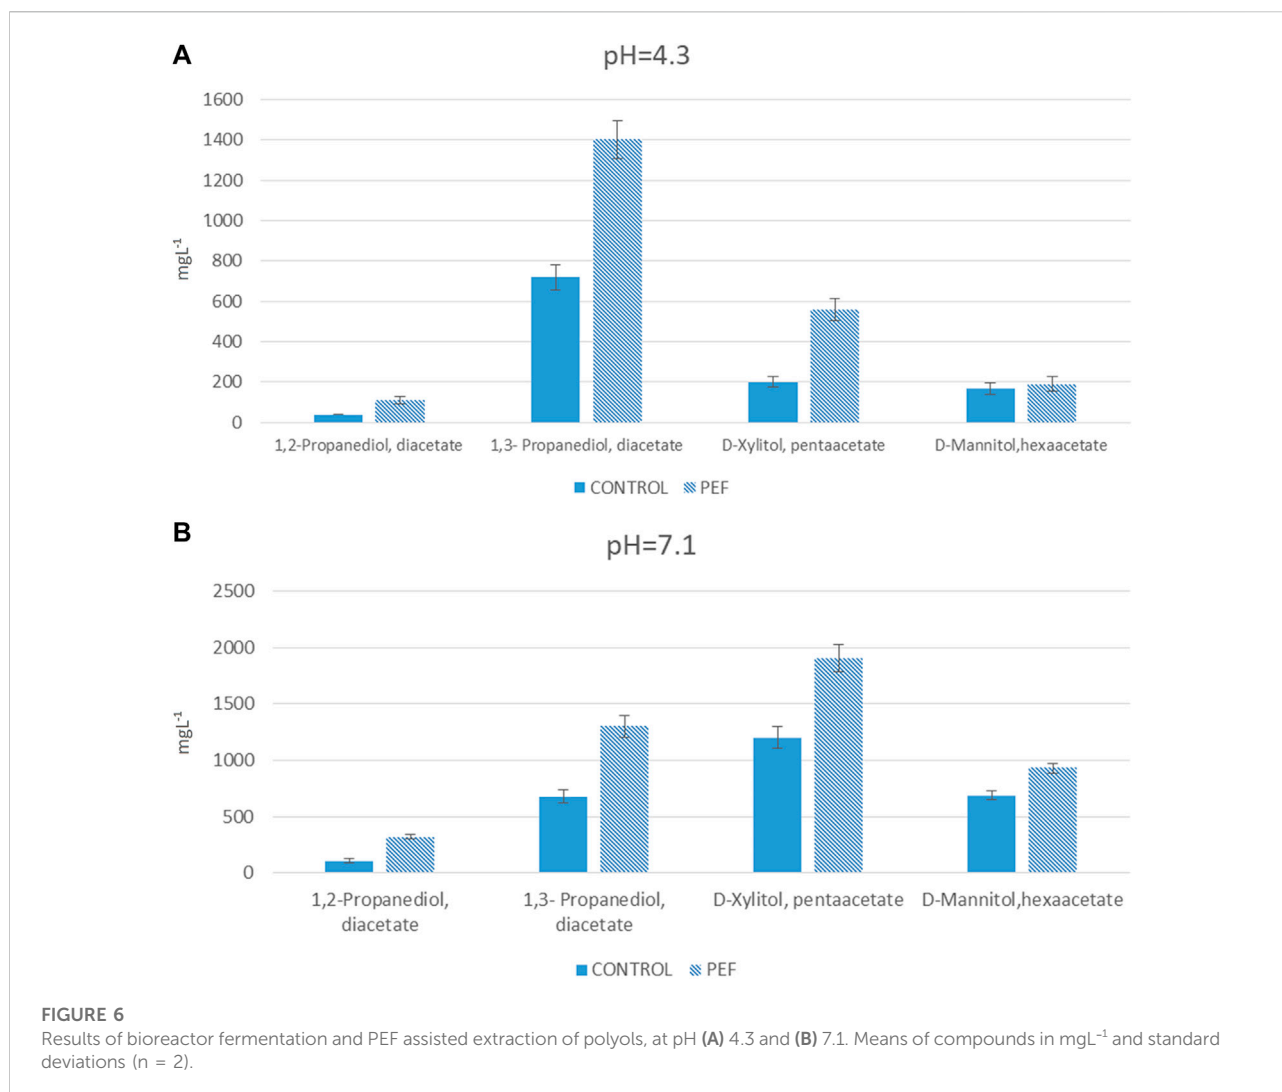 A
pH=4.3
1600
1400
1200
1000
800
600
400
200
0
mgL⁻¹
1,2-Propanediol, diacetate
1,3- Propanediol, diacetate
D-Xylitol, pentaacetate
D-Mannitol,hexaacetate
CONTROL PEF
B
pH=7.1
2500
2000
1500
1000
500
0
mgL⁻¹
1,2-Propanediol,
diacetate
1,3- Propanediol,
diacetate
D-Xylitol, pentaacetate
D-Mannitol,hexaacetate
CONTROL PEF
FIGURE 6
Results of bioreactor fermentation and PEF assisted extraction of polyols, at pH (A) 4.3 and (B) 7.1. Means of compounds in mgL⁻¹ and standard
deviations (n = 2).